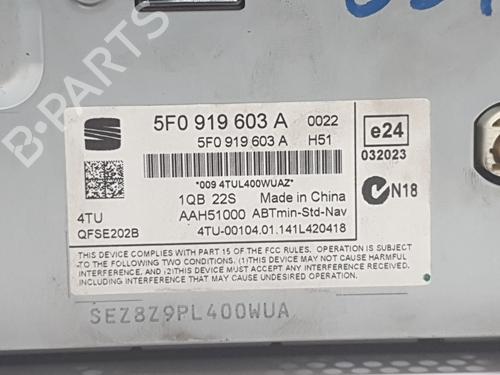 5F0 919 603 A 0022
5F0 919 603 A H51
*009 4TUL400WUAZ*
1QB 22S Made in China
4TU AAH51000 ABTmin-Std-Nav
QFSE202B 4TU-00104.01.141L420418
e24
032023
N18
THIS DEVICE COMPLIES WITH PART 15 OF THE FCC RULES. OPERATION IS SUBJECT TO THE
FOLLOWING TWO CONDITIONS: (1)THIS DEVICE MAY NOT CAUSE HARMFUL
INTERFERENCE, AND (2)THIS DEVICE MUST ACCEPT ANY INTERFERENCE RECEIVED,
INCLUDING INTERFERENCE THAT MAY CAUSE UNDESIRED OPERATION.
SEZ8Z9PL400WUA
B-PARTS